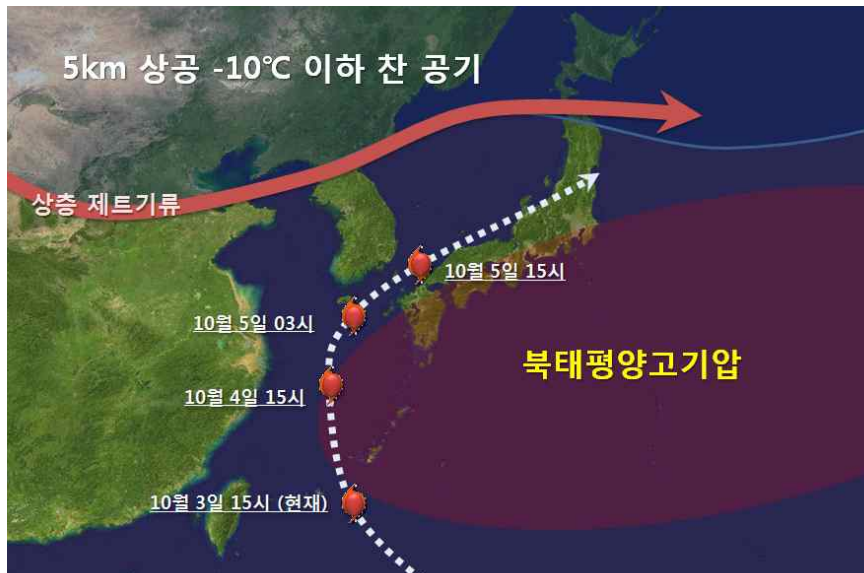 5km 상공 -10℃ 이하 찬 공기
상층 제트기류
10월 5일 15시
10월 5일 03시
북태평양고기압
10월 4일 15시
10월 3일 15시 (현재)